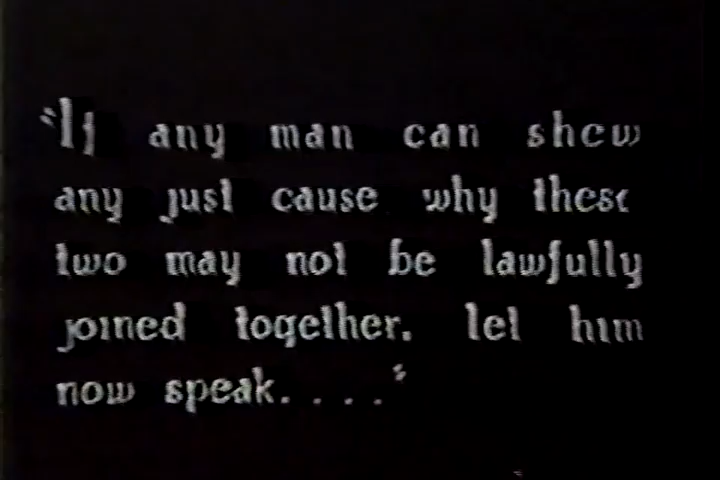 "If any man can shew
any just cause why these
two may not be lawfully
joined together, let him
now speak....."